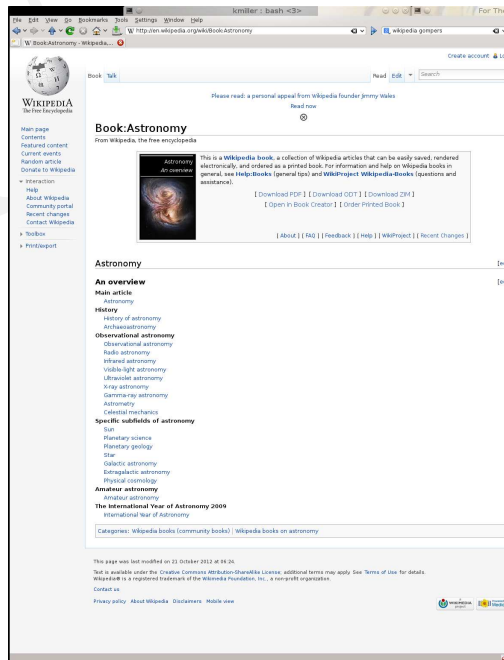 kmiller : bash <3>
For The
File Edit View Go Bookmarks Tools Settings Window Help
W http://en.wikipedia.org/wiki/Book:Astronomy
wikipedia gompers
W Book:Astronomy - Wikipedia,...
Create account
Book Talk
Read Edit Search
WIKIPEDIA
The Free Encyclopedia
Please read: a personal appeal from Wikipedia founder Jimmy Wales
Read now
Main page
Contents
Featured content
Current events
Random article
Donate to Wikipedia
Interaction
Help
About Wikipedia
Community portal
Recent changes
Contact Wikipedia
Toolbox
Print/export
Book:Astronomy
From Wikipedia, the free encyclopedia
Astronomy
An overview
This is a Wikipedia book, a collection of Wikipedia articles that can be easily saved, rendered
electronically, and ordered as a printed book. For information and help on Wikipedia books in
general, see Help:Books (general tips) and WikiProject Wikipedia-Books (questions and
assistance).
[ Download PDF ] [ Download ODT ] [ Download ZIM ]
[ Open in Book Creator ] [ Order Printed Book ]
[ About ] [ FAQ ] [ Feedback ] [ Help ] [ WikiProject ] [ Recent Changes ]
Astronomy
An overview
Main article
Astronomy
History
History of astronomy
Archaeoastronomy
Observational astronomy
Observational astronomy
Radio astronomy
Infrared astronomy
Visible-light astronomy
Ultraviolet astronomy
X-ray astronomy
Gamma-ray astronomy
Astrometry
Celestial mechanics
Specific subfields of astronomy
Sun
Planetary science
Planetary geology
Star
Galactic astronomy
Extragalactic astronomy
Physical cosmology
Amateur astronomy
Amateur astronomy
The International Year of Astronomy 2009
International Year of Astronomy
Categories: Wikipedia books (community books) | Wikipedia books on astronomy
This page was last modified on 21 October 2012 at 06:24.
Text is available under the Creative Commons Attribution-ShareAlike License; additional terms may apply. See Terms of Use for details.
Wikipedia® is a registered trademark of the Wikimedia Foundation, Inc., a non-profit organization.
Contact us
Privacy policy About Wikipedia Disclaimers Mobile view
WIKIMEDIA
project